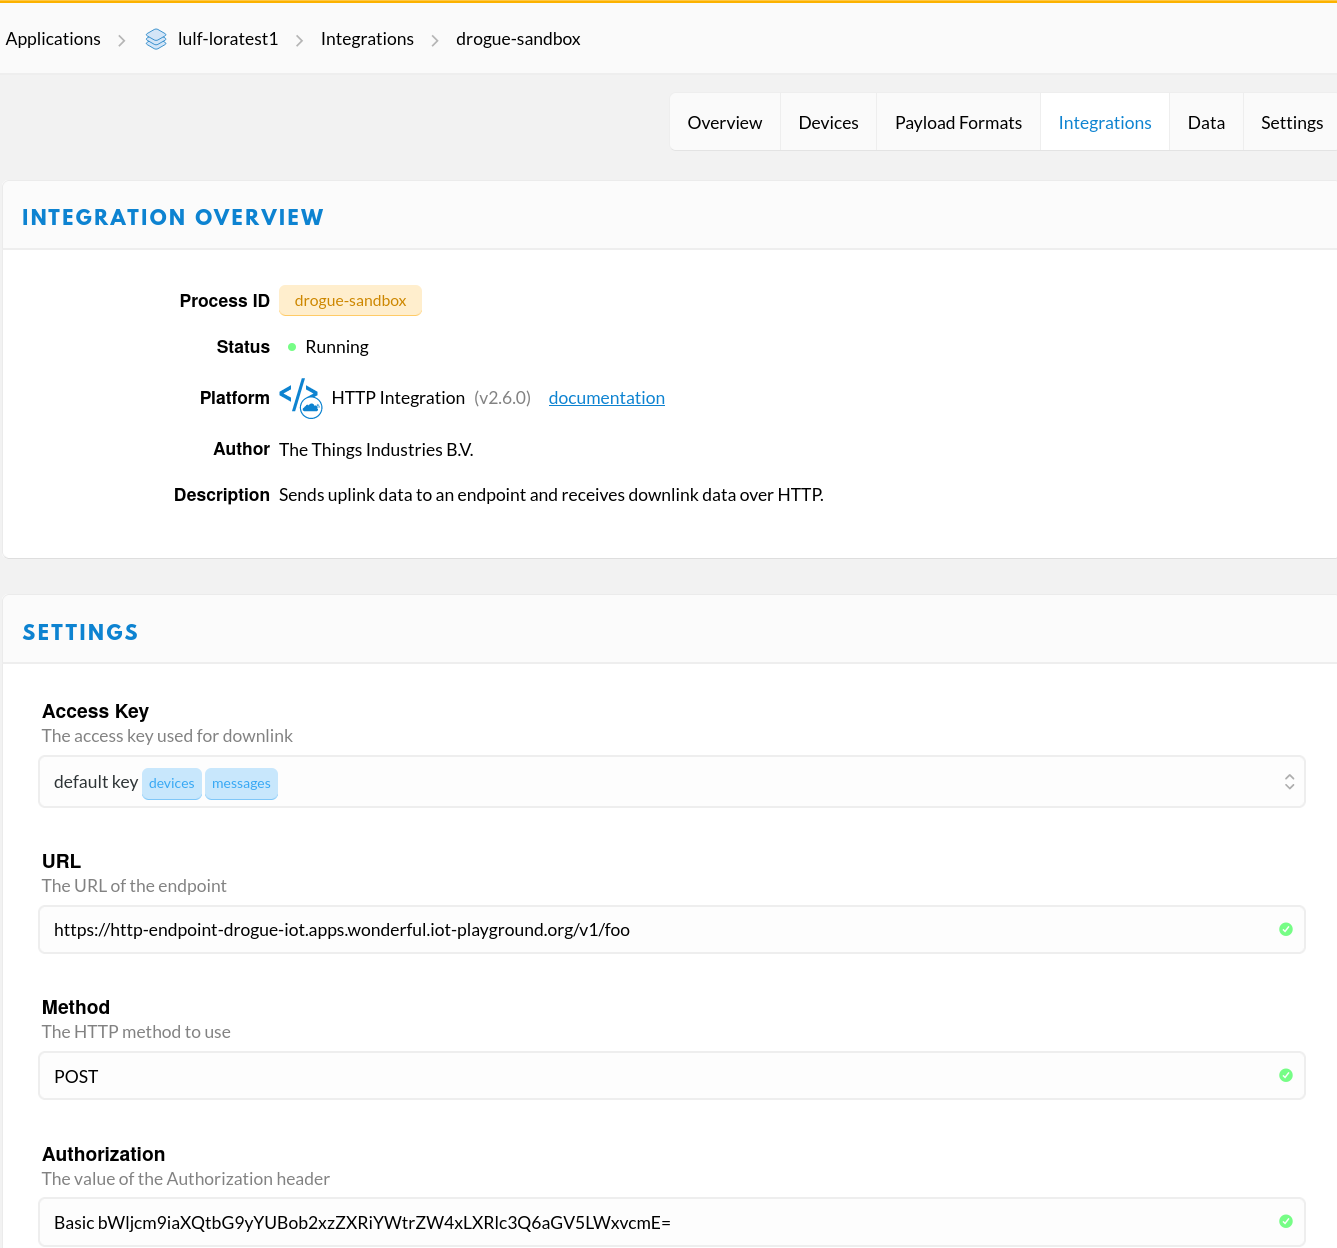 Applications lulf-loratest1 Integrations drogue-sandbox
Overview Devices Payload Formats Integrations Data Settings
INTEGRATION OVERVIEW
Process ID drogue-sandbox
Status Running
Platform HTTP Integration (v2.6.0) documentation
Author The Things Industries B.V.
Description Sends uplink data to an endpoint and receives downlink data over HTTP.
SETTINGS
Access Key
The access key used for downlink
default key devices messages
URL
The URL of the endpoint
https://http-endpoint-drogue-iot.apps.wonderful.iot-playground.org/v1/foo
Method
The HTTP method to use
POST
Authorization
The value of the Authorization header
Basic bWljcm9iaXQtbG9yYUBob2xzZXRiYWtrZW4xLXRlc3Q6aGV5LWxvcmE=